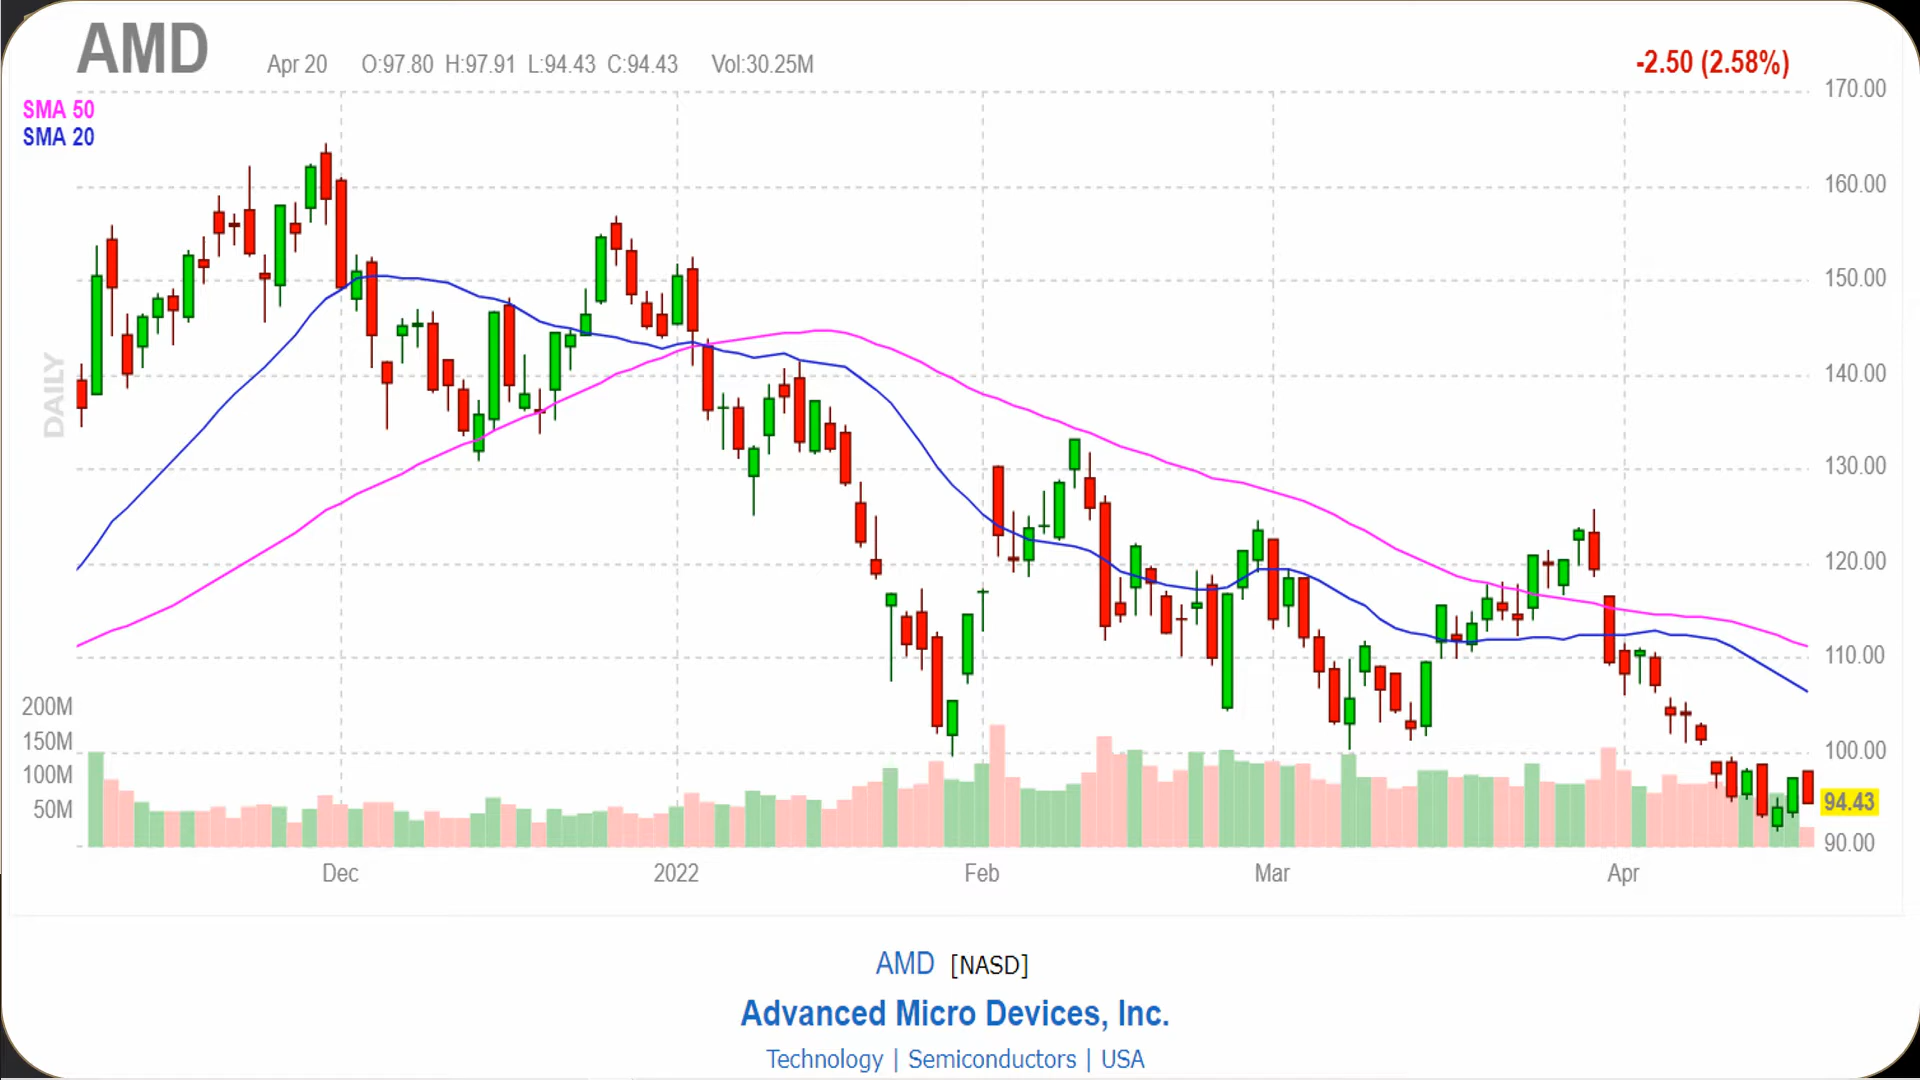 AMD Apr 20 O:97.80 H:97.91 L:94.43 C:94.43 Vol:30.25M -2.50 (2.58%)
SMA 50
SMA 20
170.00
160.00
150.00
140.00
130.00
120.00
110.00
100.00
94.43
90.00
DAILY
200M
150M
100M
50M
Dec 2022 Feb Mar Apr
AMD [NASD]
Advanced Micro Devices, Inc.
Technology | Semiconductors | USA